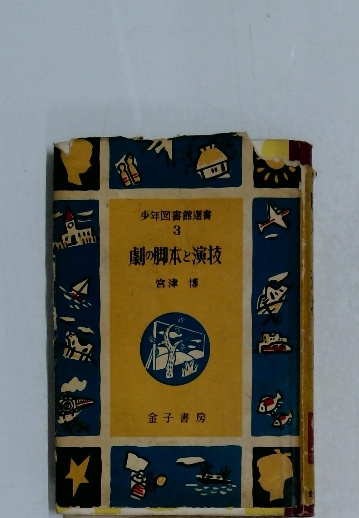 少年図書館選書
3
劇の脚本と演技
宮津 博
金子書房